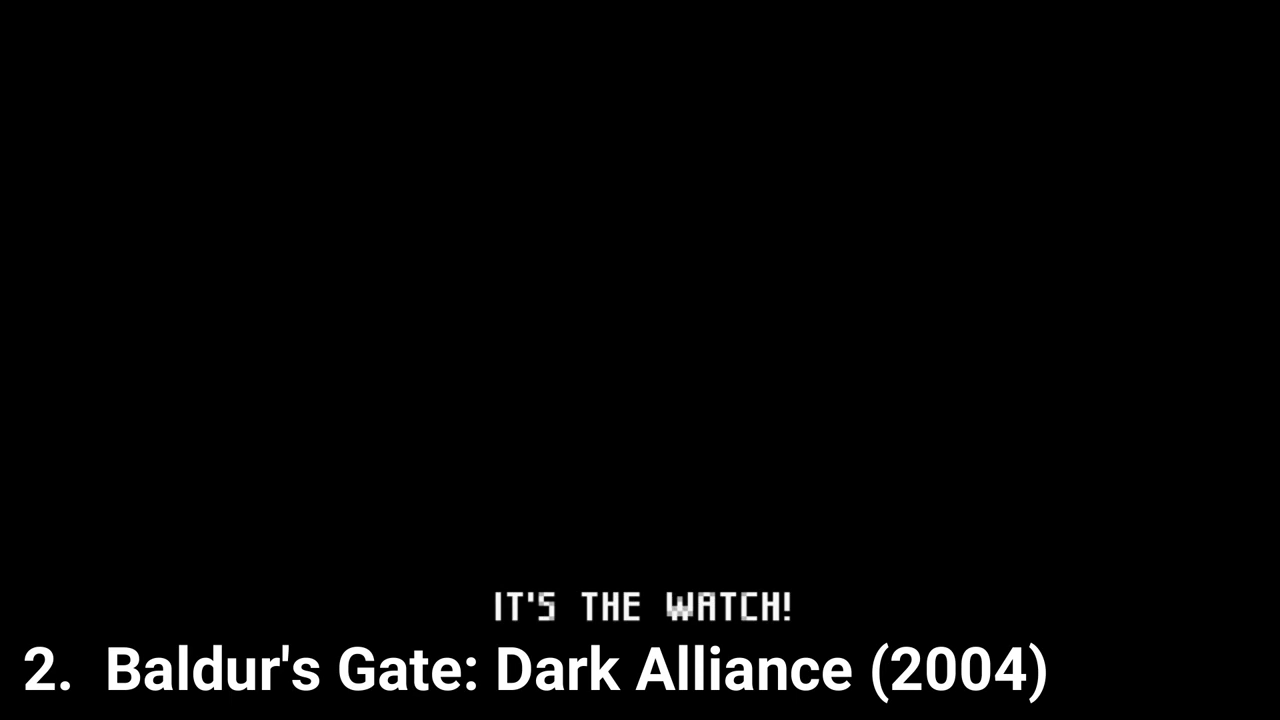 IT'S THE WATCH!
2. Baldur's Gate: Dark Alliance (2004)